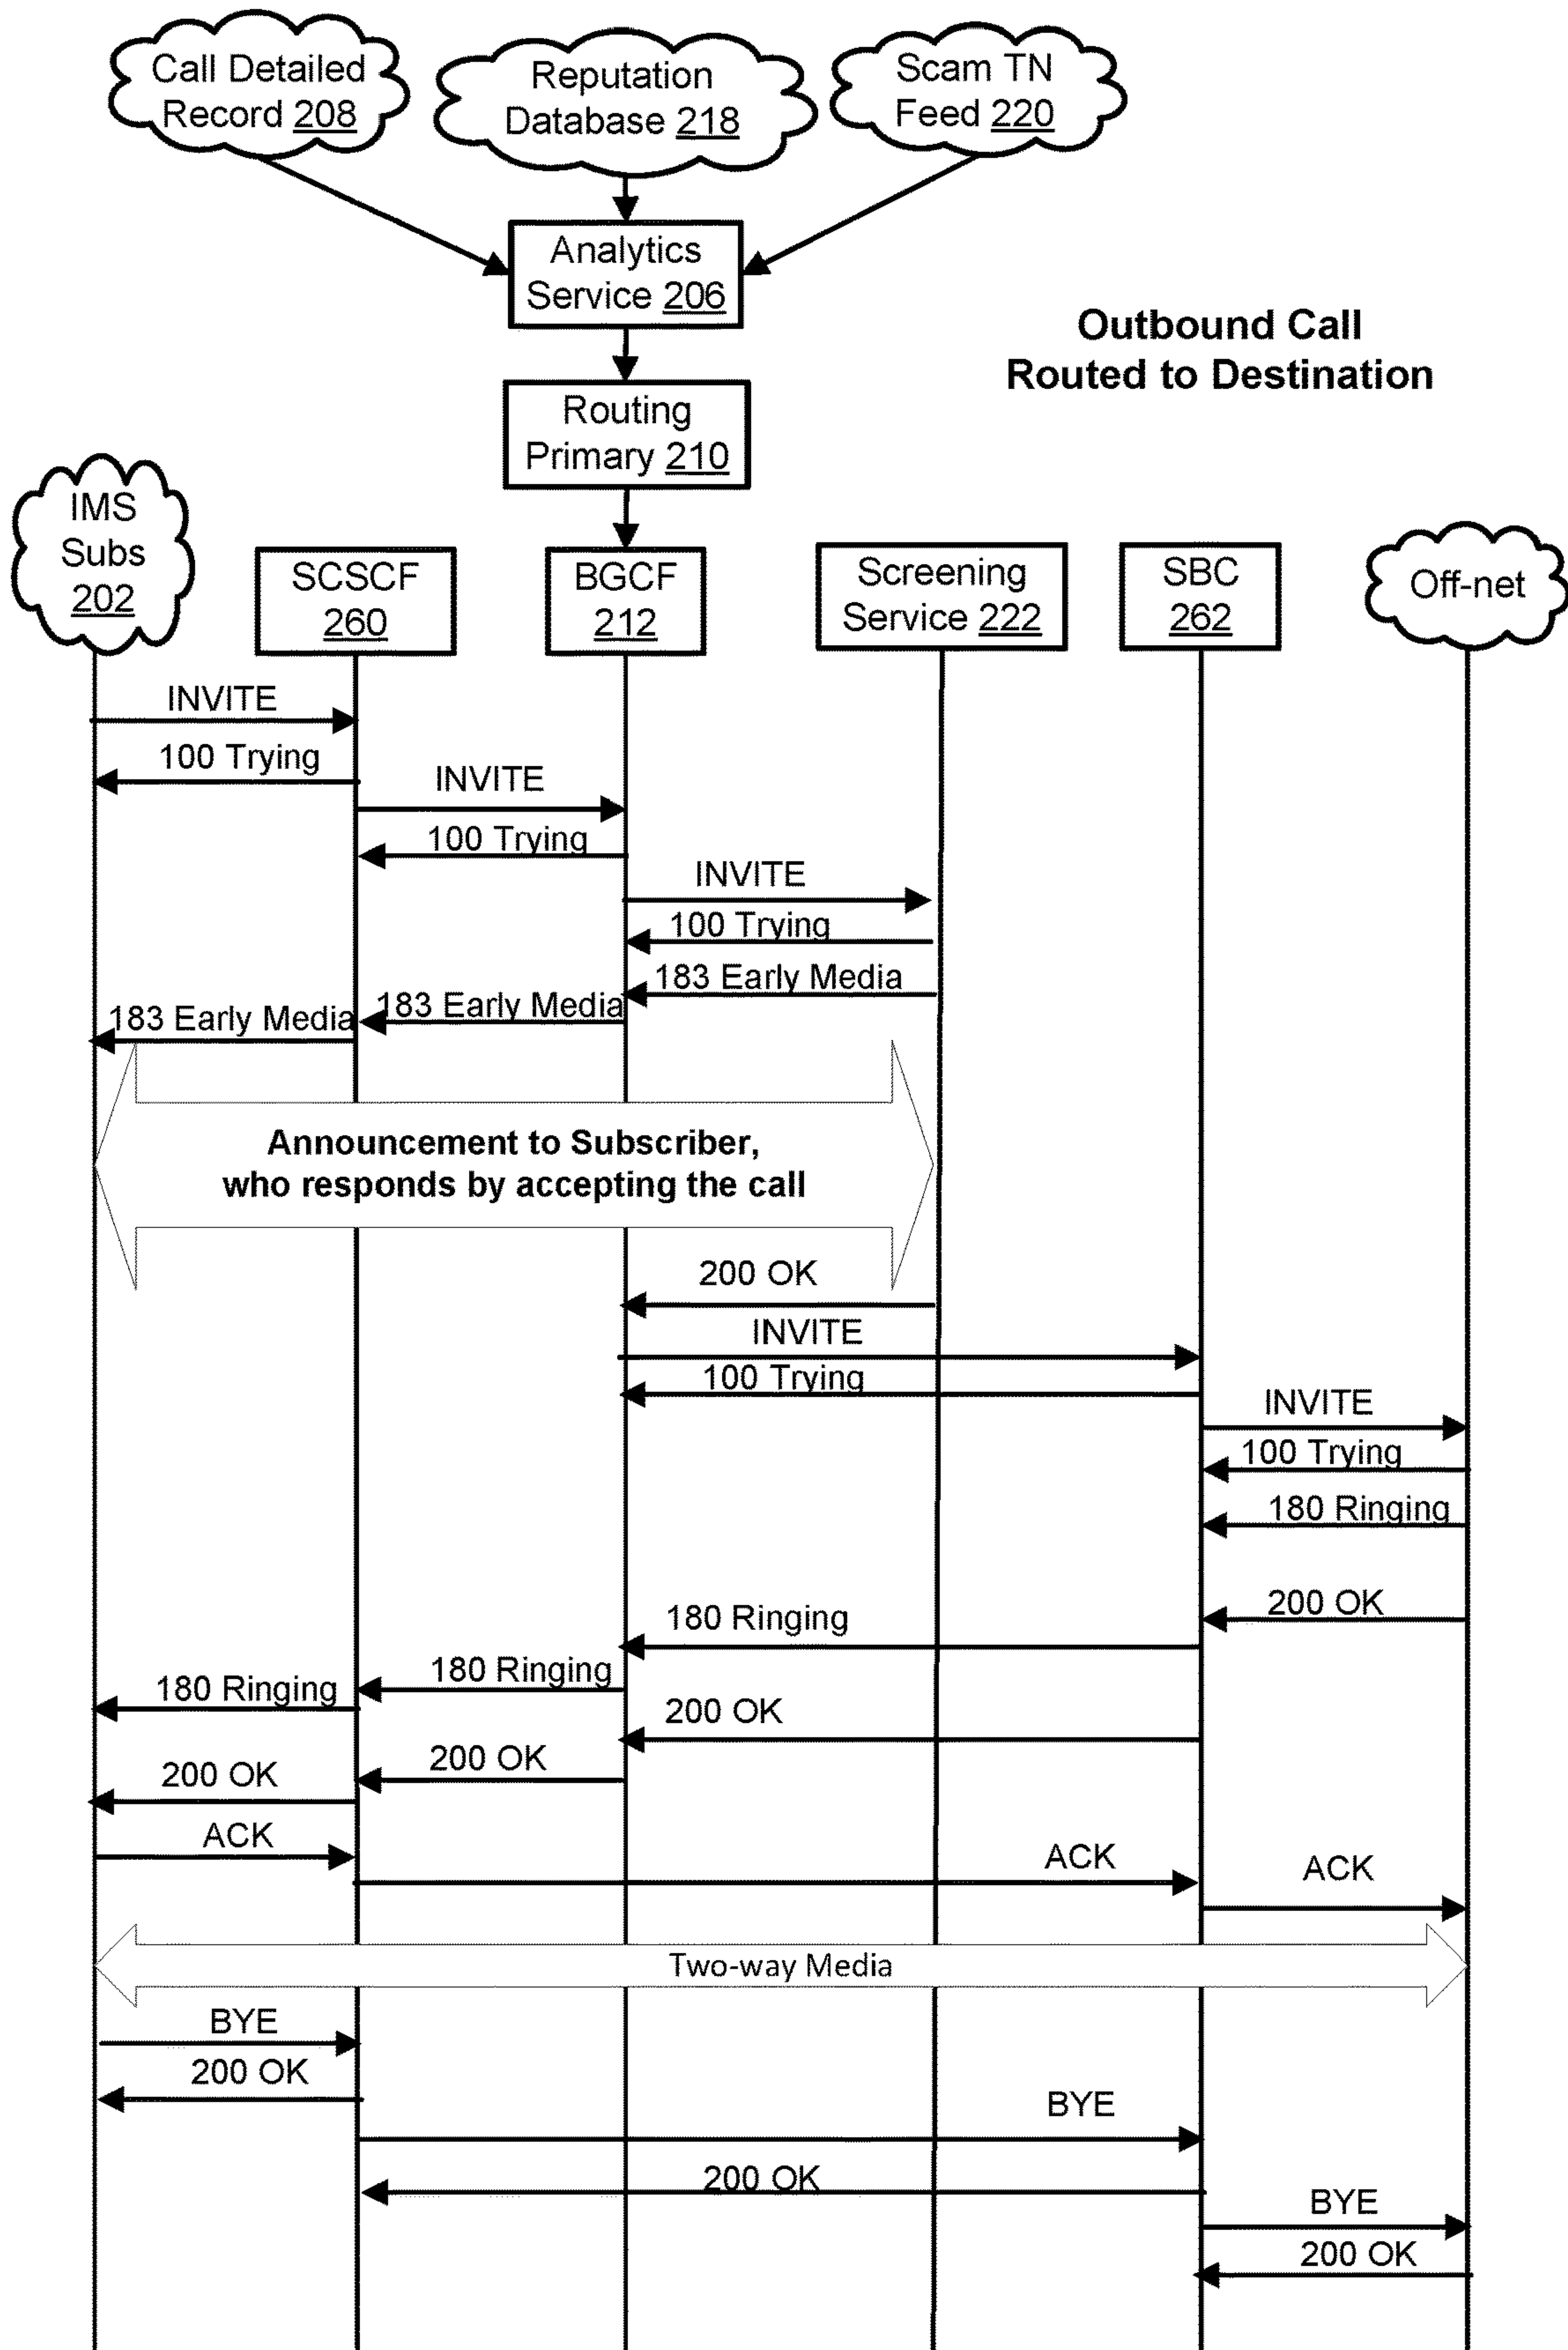 Call Detailed
Record 208
Reputation
Database 218
Scam TN
Feed 220
Analytics
Service 206
Outbound Call
Routed to Destination
Routing
Primary 210
IMS
Subs
202
SCSCF
260
BGCF
212
Screening
Service 222
SBC
262
Off-net
INVITE
100 Trying
INVITE
100 Trying
INVITE
100 Trying
183 Early Media
183 Early Media
183 Early Media
Announcement to Subscriber,
who responds by accepting the call
200 OK
INVITE
100 Trying
INVITE
100 Trying
180 Ringing
200 OK
180 Ringing
180 Ringing
180 Ringing
200 OK
200 OK
200 OK
ACK
ACK
ACK
Two-way Media
BYE
200 OK
BYE
200 OK
BYE
200 OK